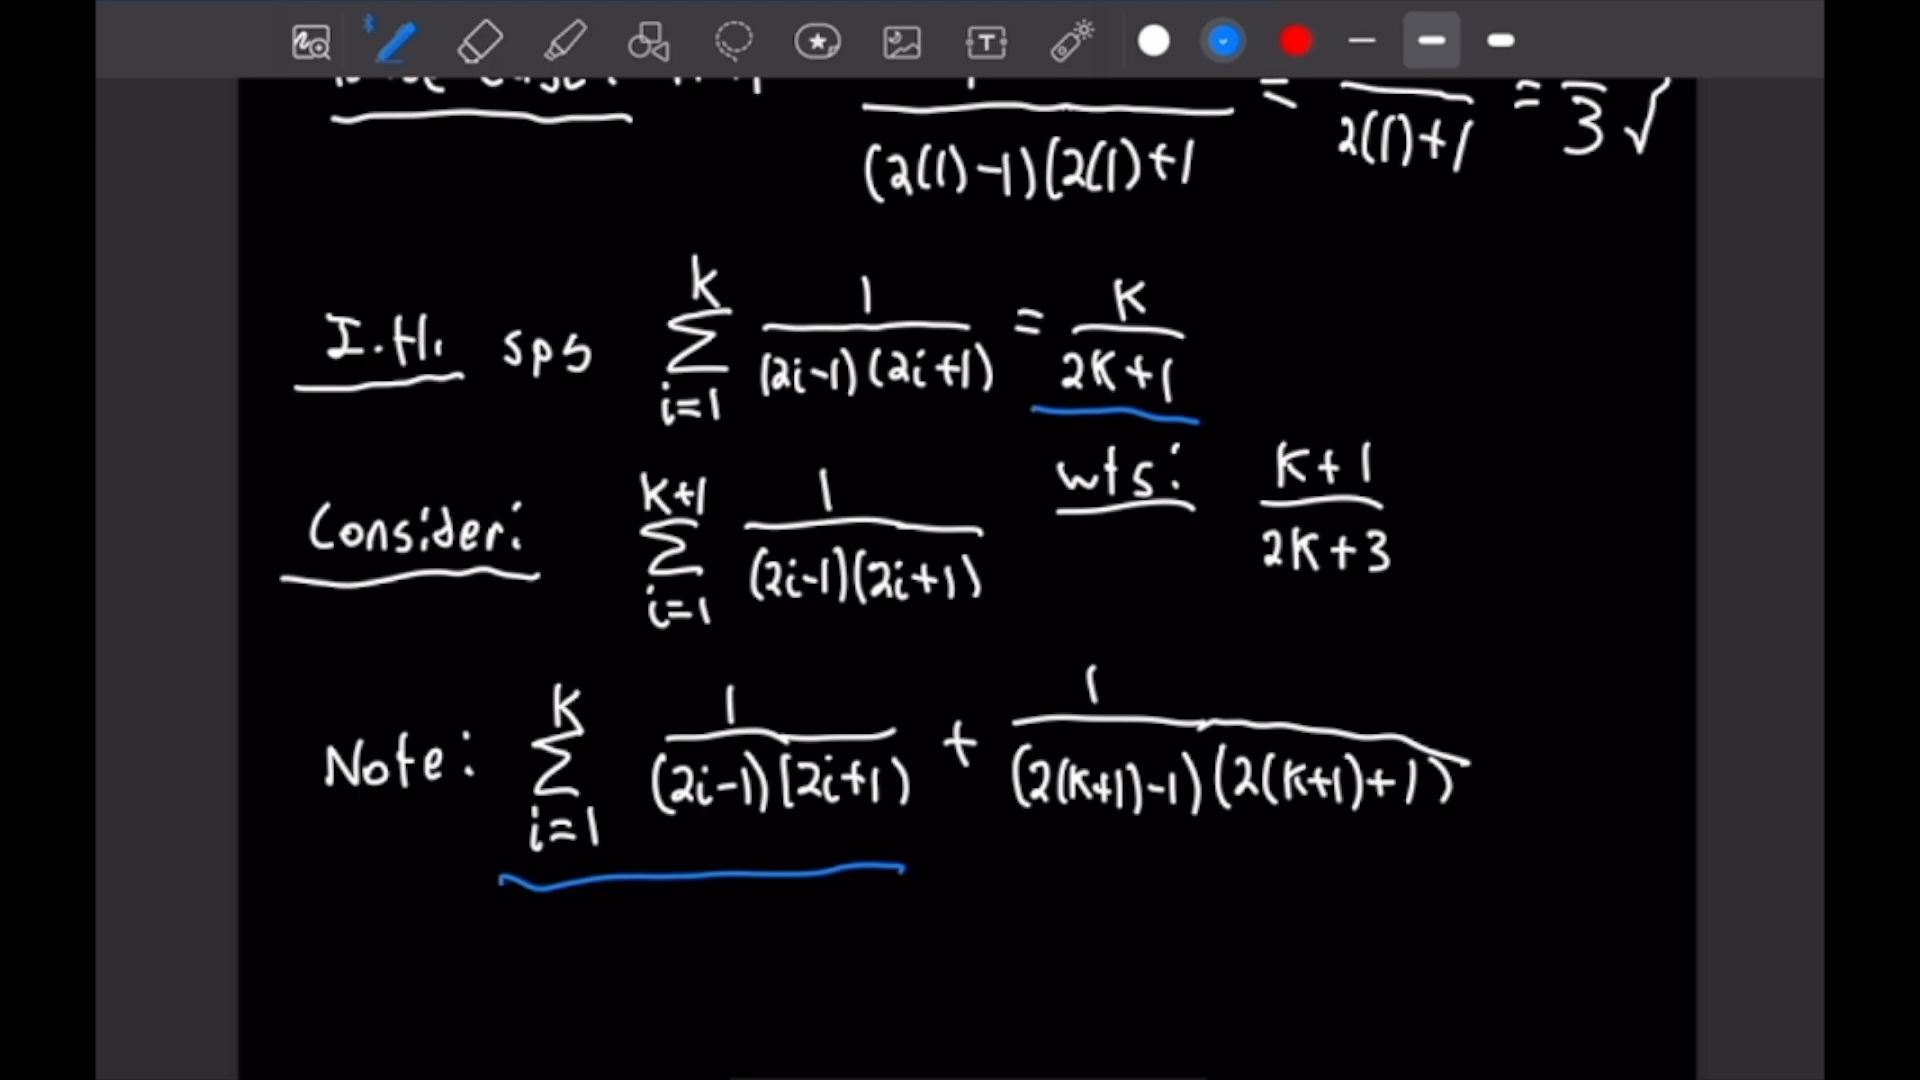 1 / (2(1)-1)(2(1)+1 = / 2(1)+1 = / 3 √
I.H. sps ∑_{i=1}^{k} 1/((2i-1)(2i+1)) = k/(2k+1)
Consider: ∑_{i=1}^{k+1} 1/((2i-1)(2i+1)) wts: (k+1)/(2k+3)
Note: ∑_{i=1}^{k} 1/((2i-1)(2i+1)) + 1/((2(k+1)-1)(2(k+1)+1))